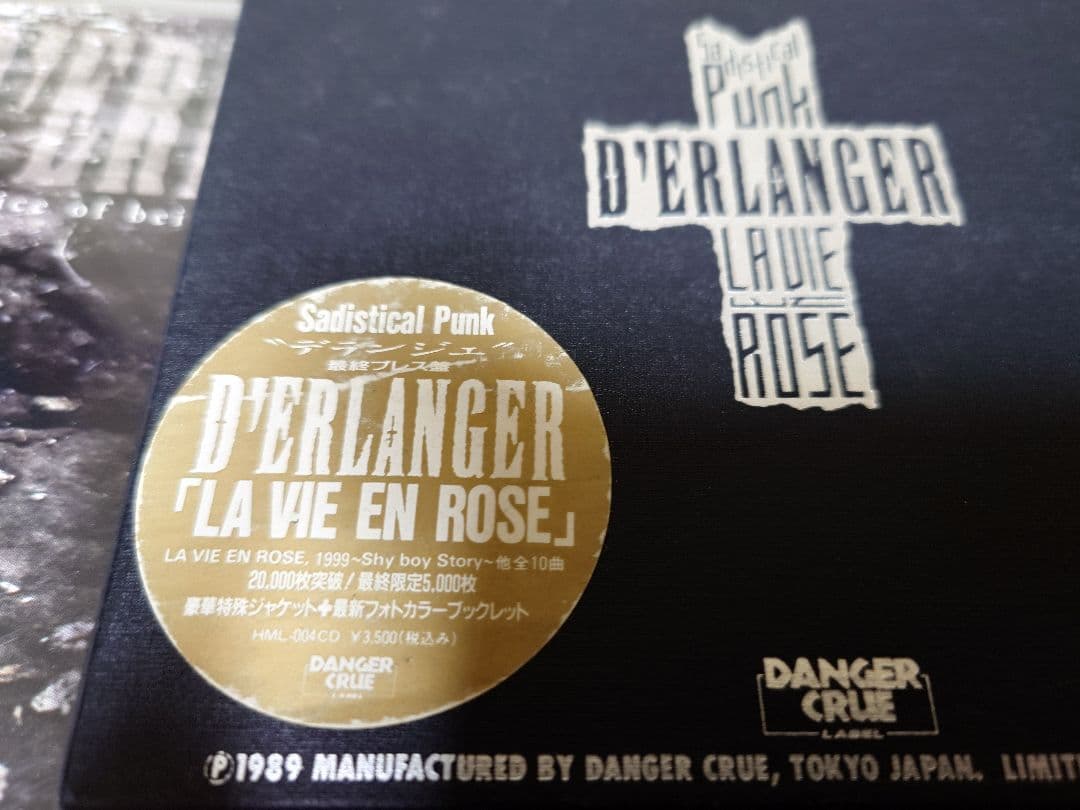 Sadistical
Punk
D'ERLANGER
LA VIE
EN
ROSE
Sadistical Punk
"デランジェ"
最終プレス盤
D'ERLANGER
「LA VIE EN ROSE」
LA VIE EN ROSE, 1999~Shy boy Story~他全10曲
20,000枚突破!最終限定5,000枚
豪華特殊ジャケット+最新フォトカラーブックレット
HML-004CD ¥3,500(税込み)
DANGER
CRUE
LABEL
DANGER
CRUE
LABEL
Ⓟ1989 MANUFACTURED BY DANGER CRUE, TOKYO JAPAN. LIMIT